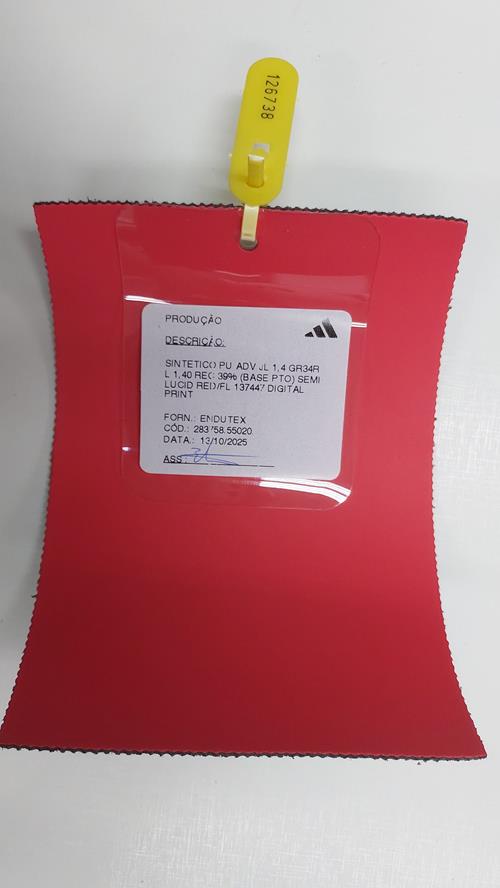 126738
PRODUÇÃO
DESCRIÇÃO:
SINTETICO PU ADV JL 1,4 GR34R
L 1,40 REC 39% (BASE PTO) SEMI
LUCID RED/FL 137447 DIGITAL
PRINT
FORN.: ENDUTEX
CÓD.: 283758.55020
DATA.: 13/10/2025
ASS.: